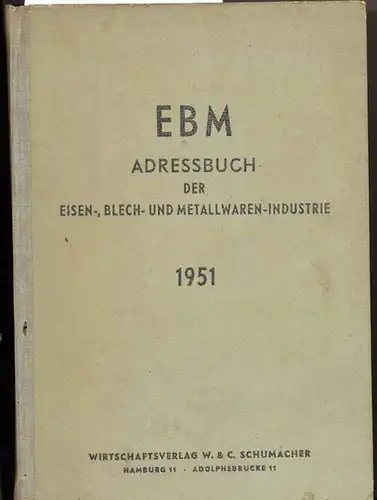 EBM
ADRESSBUCH
DER
EISEN-, BLECH- UND METALLWAREN-INDUSTRIE
1951
WIRTSCHAFTSVERLAG W. & C. SCHUMACHER
HAMBURG 11 · ADOLPHSBRÜCKE 11